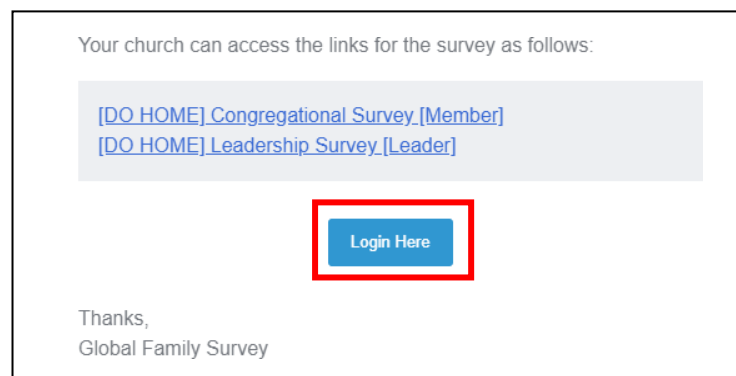 Your church can access the links for the survey as follows:
[DO HOME] Congregational Survey [Member]
[DO HOME] Leadership Survey [Leader]
Login Here
Thanks,
Global Family Survey